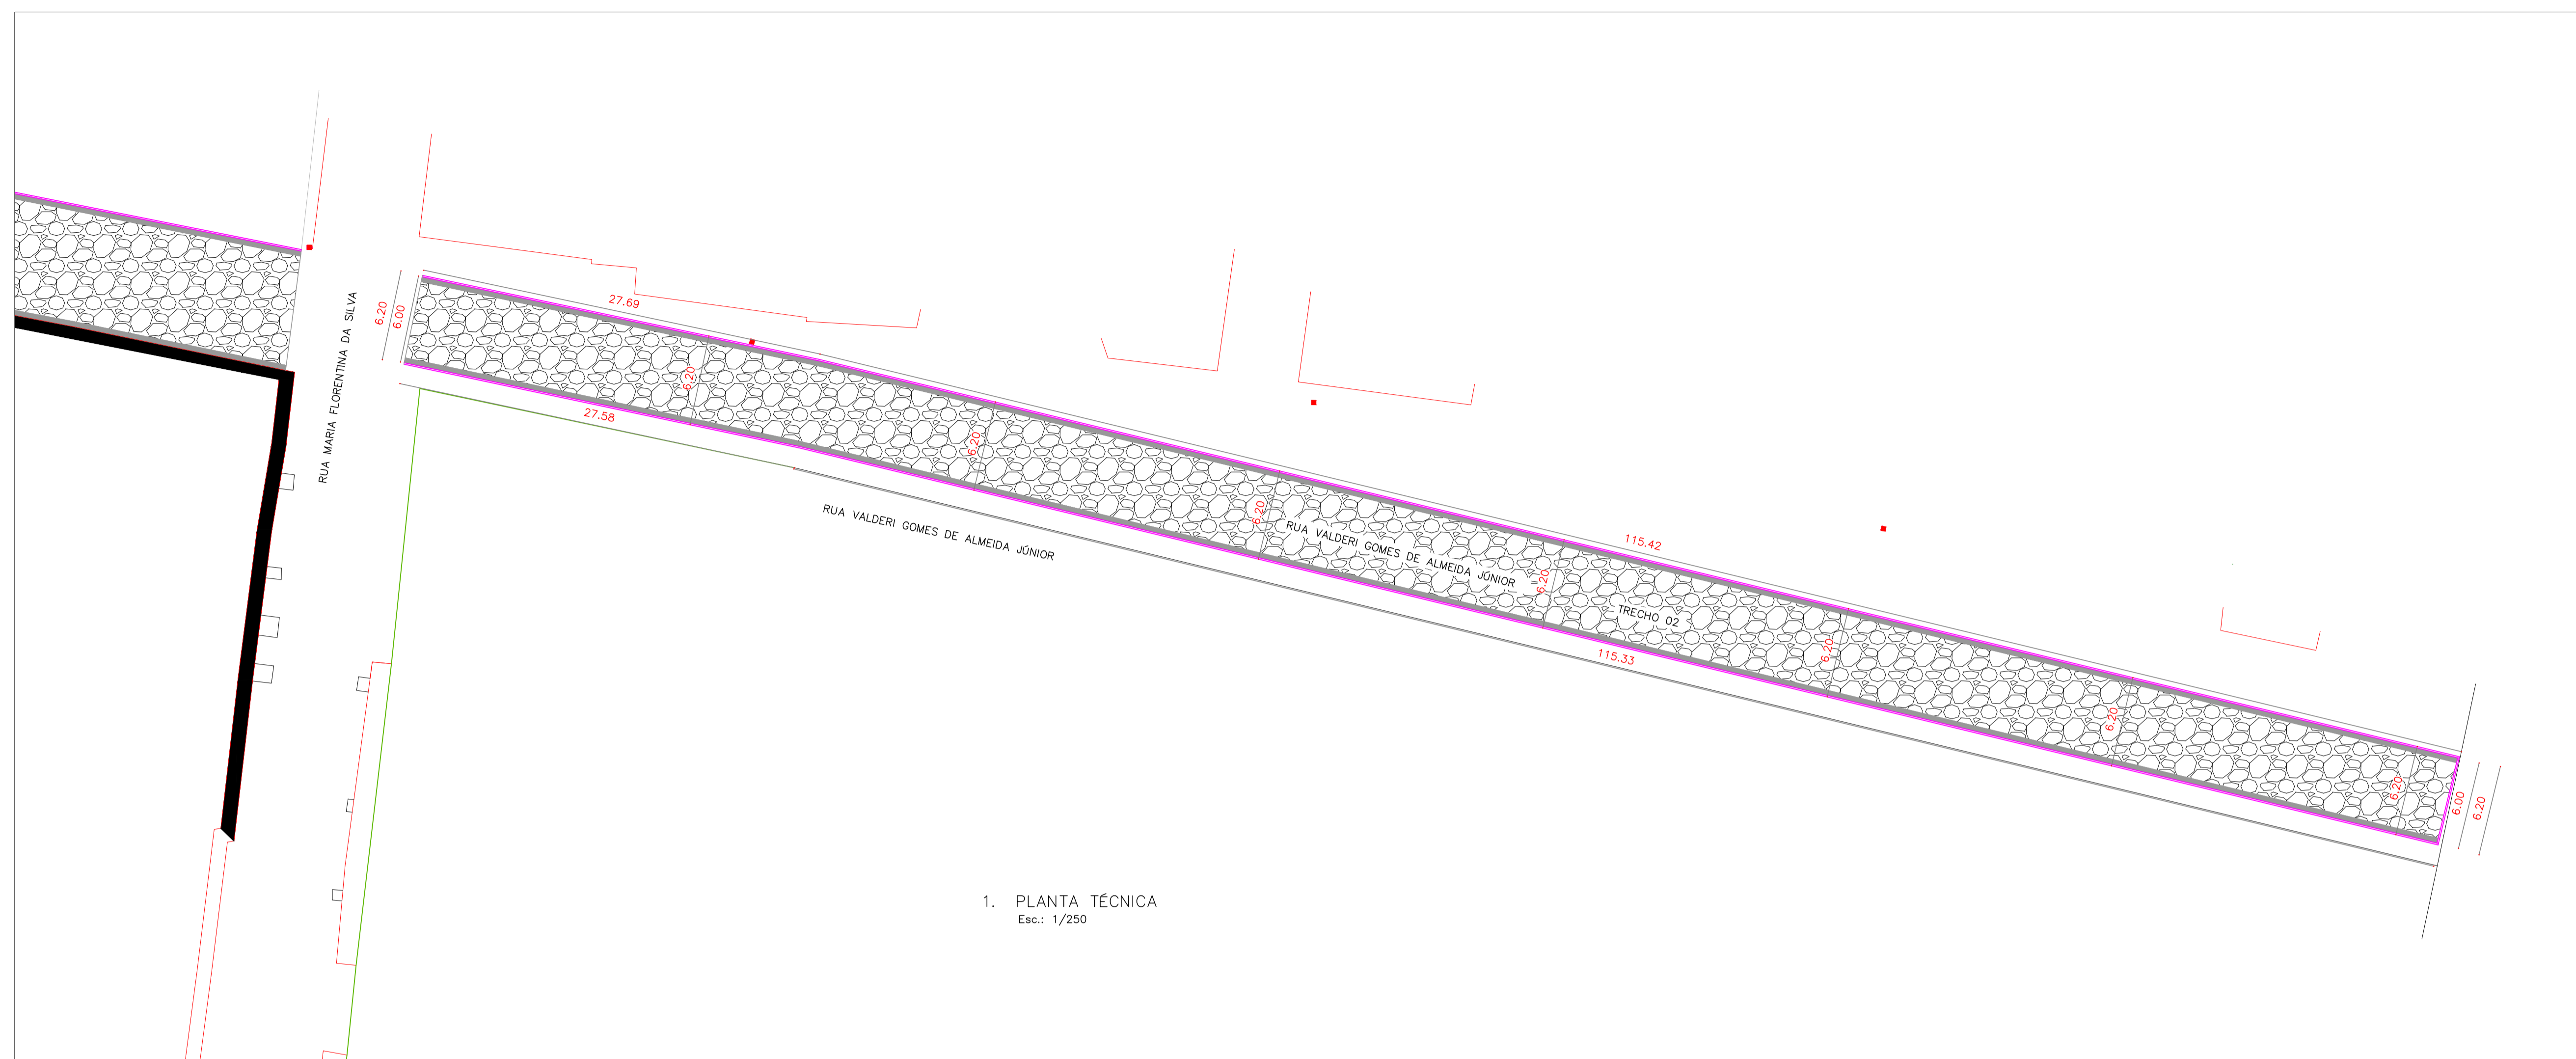 RUA MARIA FLORENTINA DA SILVA
6.20
6.00
27.69
27.58
6.20
6.20
6.20
6.20
6.20
6.20
6.20
RUA VALDERI GOMES DE ALMEIDA JÚNIOR
RUA VALDERI GOMES DE ALMEIDA JÚNIOR
TRECHO 02
115.42
115.33
6.00
6.20
1. PLANTA TÉCNICA
Esc.: 1/250